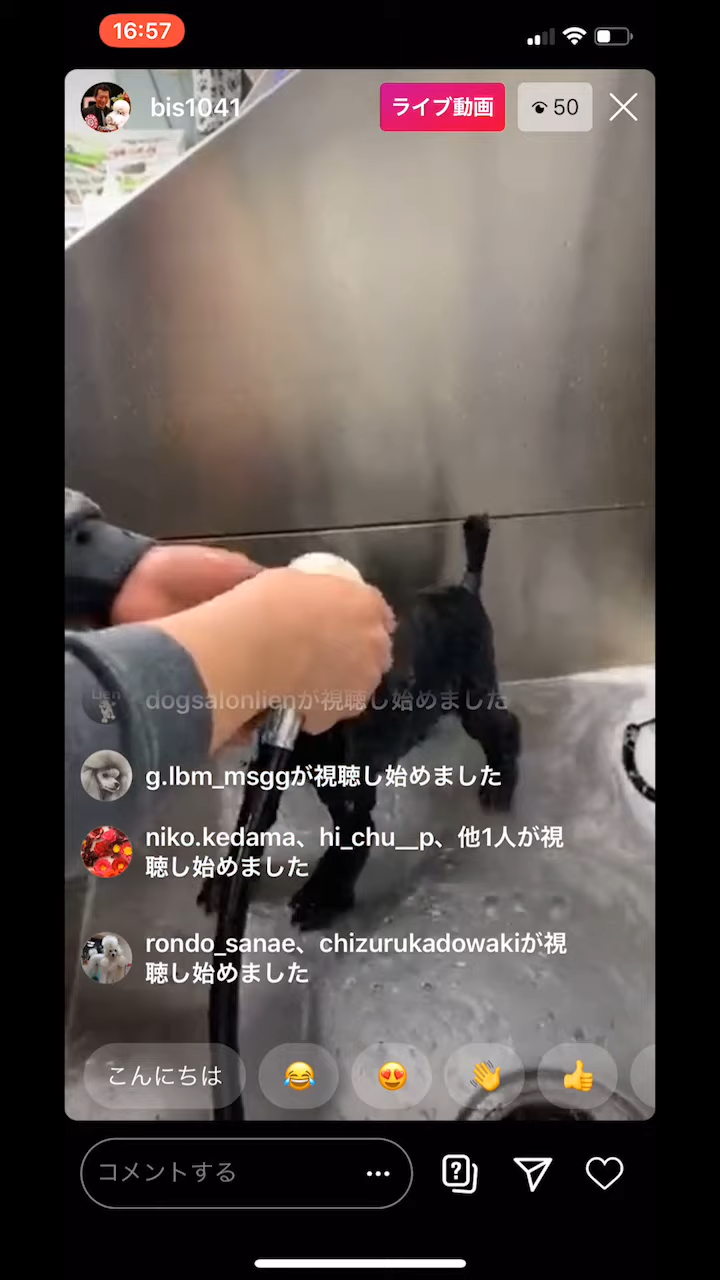 16:57
bis1041
ライブ動画
50
Lien
dogsalonlienが視聴し始めました
g.lbm_msggが視聴し始めました
niko.kedama、hi_chu__p、他1人が視
聴し始めました
rondo_sanae、chizurukadowakiが視
聴し始めました
こんにちは
コメントする